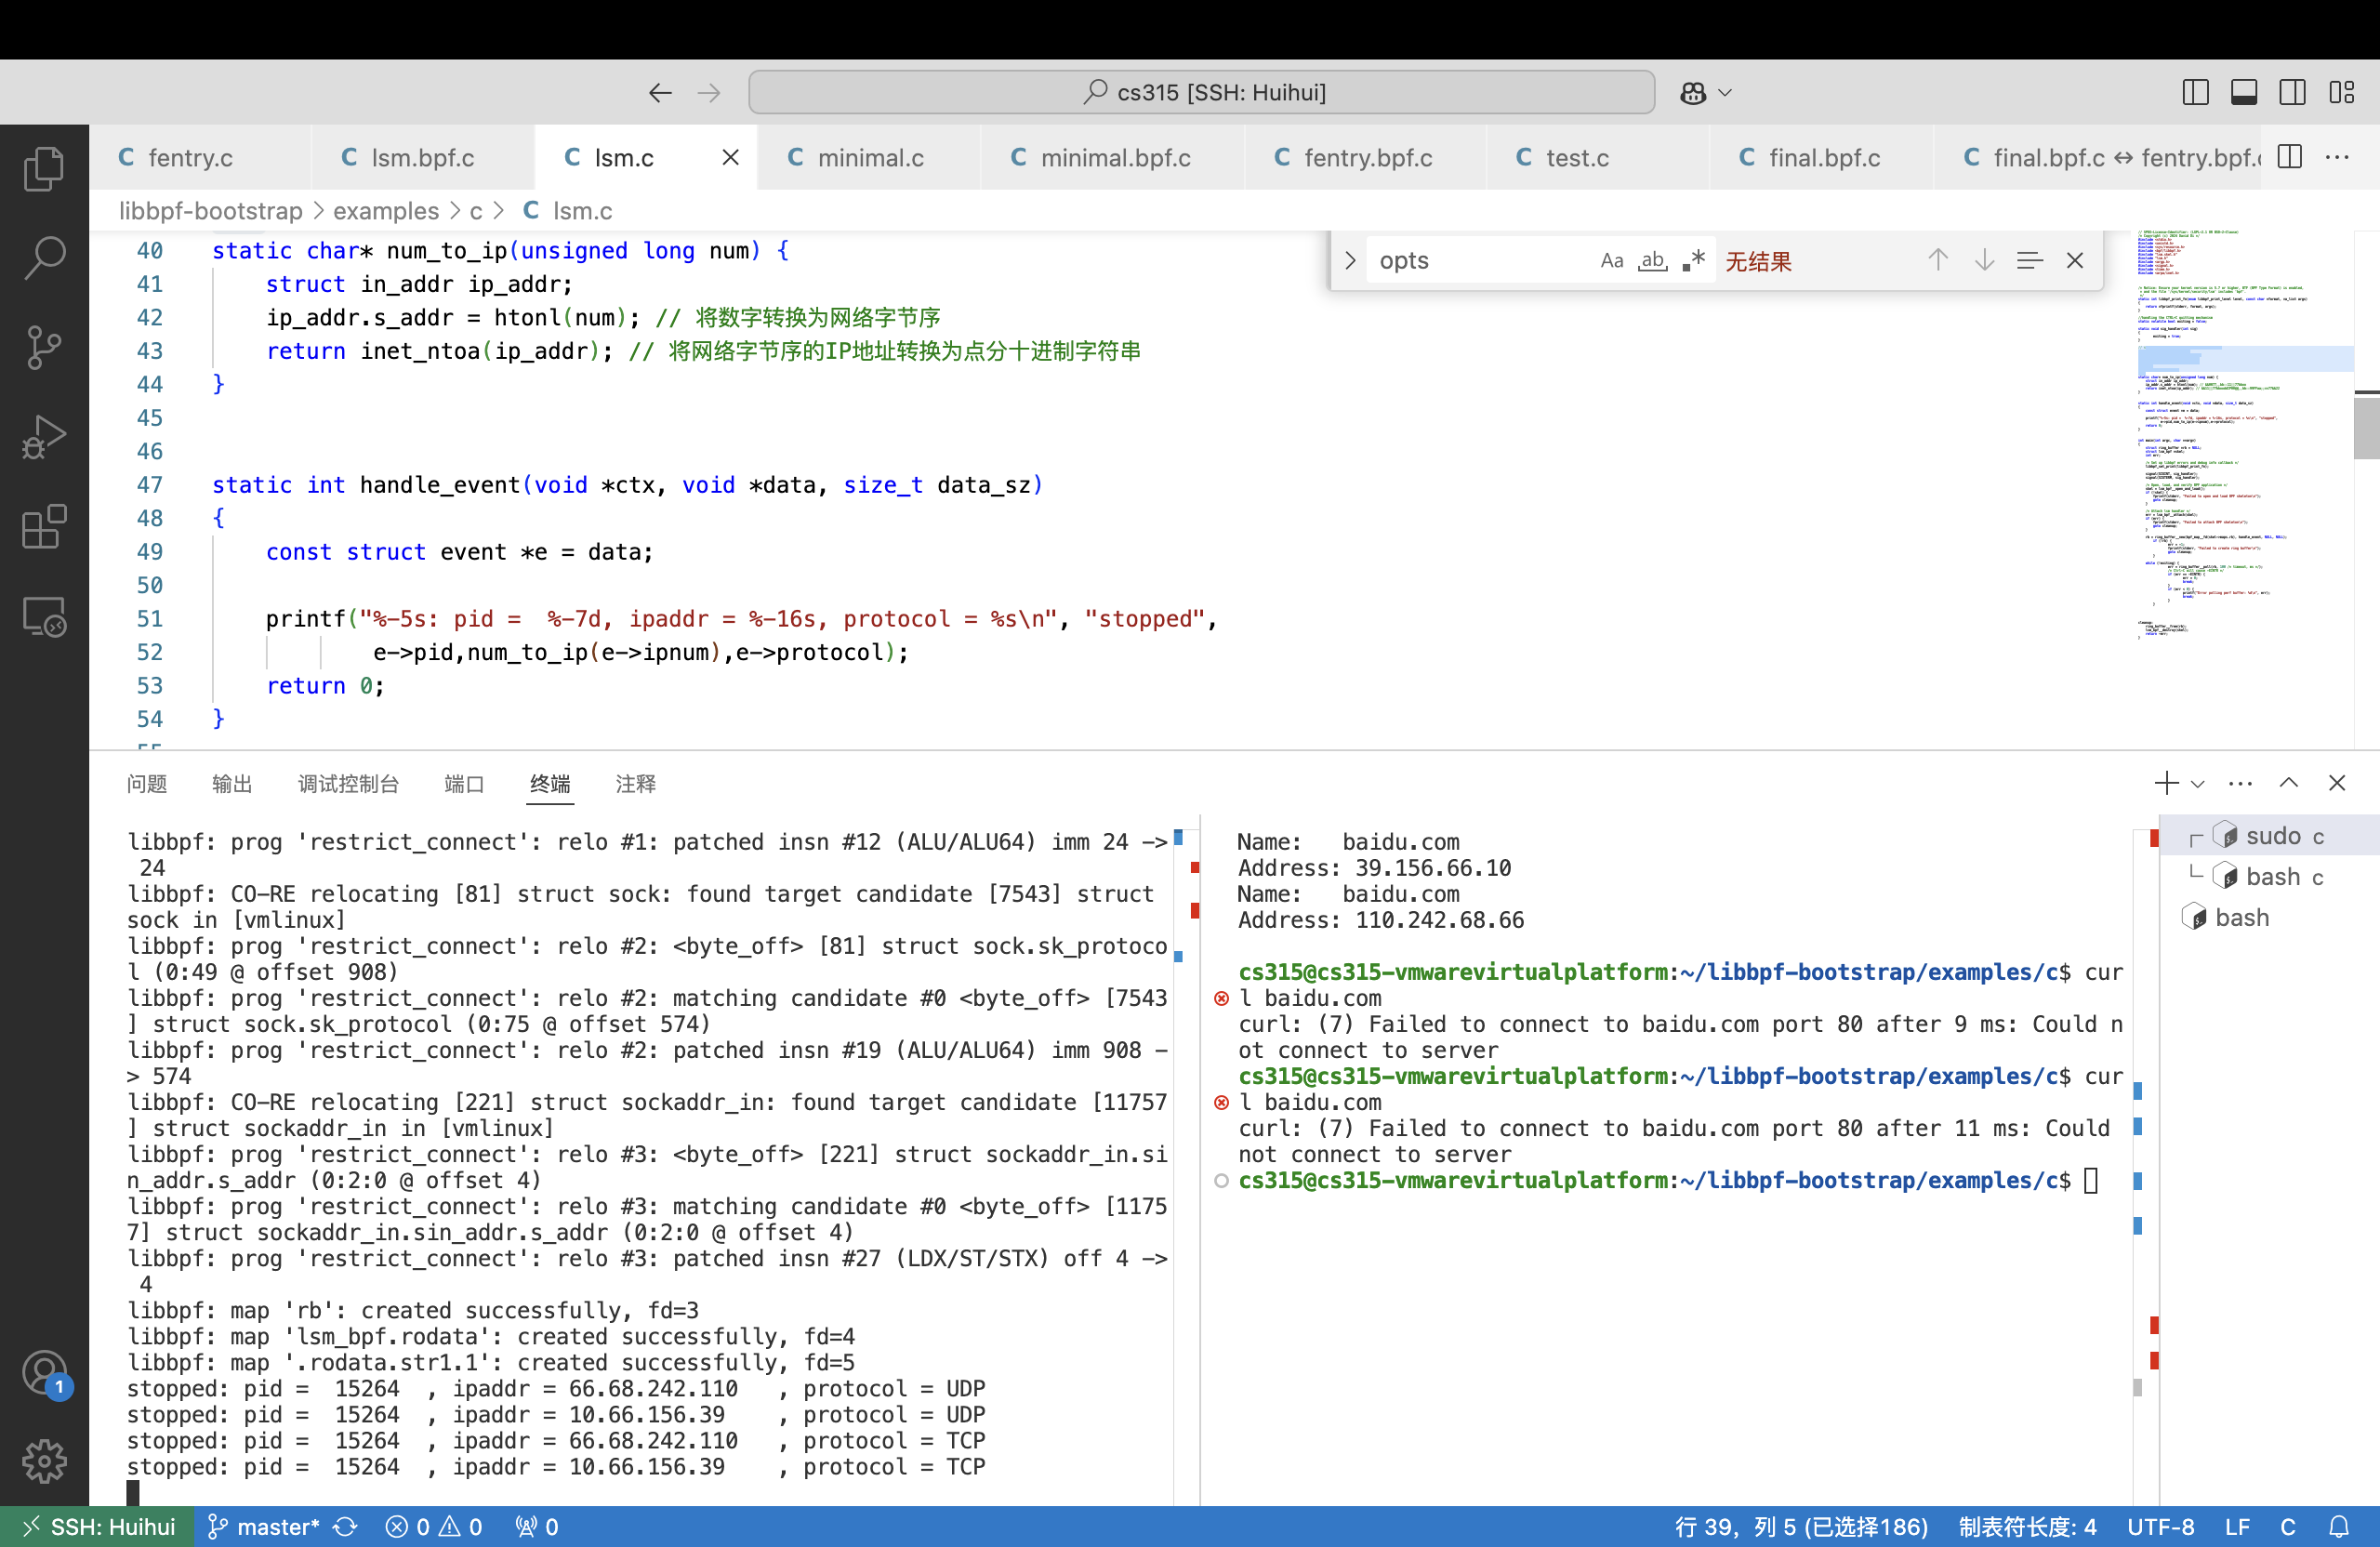 cs315 [SSH: Huihui]
C fentry.c
C lsm.bpf.c
C lsm.c
C minimal.c
C minimal.bpf.c
C fentry.bpf.c
C test.c
C final.bpf.c
C final.bpf.c ↔ fentry.bpf.
libbpf-bootstrap > examples > c > C lsm.c
opts
Aa ab .*
无结果
40 static char* num_to_ip(unsigned long num) {
41 struct in_addr ip_addr;
42 ip_addr.s_addr = htonl(num); // 将数字转换为网络字节序
43 return inet_ntoa(ip_addr); // 将网络字节序的IP地址转换为点分十进制字符串
44 }
45
46
47 static int handle_event(void *ctx, void *data, size_t data_sz)
48 {
49 const struct event *e = data;
50
51 printf("%-5s: pid =  %-7d, ipaddr = %-16s, protocol = %s\n", "stopped",
52 e->pid,num_to_ip(e->ipnum),e->protocol);
53 return 0;
54 }
问题 输出 调试控制台 端口 终端 注释
libbpf: prog 'restrict_connect': relo #1: patched insn #12 (ALU/ALU64) imm 24 ->
 24
libbpf: CO-RE relocating [81] struct sock: found target candidate [7543] struct
sock in [vmlinux]
libbpf: prog 'restrict_connect': relo #2: <byte_off> [81] struct sock.sk_protoco
l (0:49 @ offset 908)
libbpf: prog 'restrict_connect': relo #2: matching candidate #0 <byte_off> [7543
] struct sock.sk_protocol (0:75 @ offset 574)
libbpf: prog 'restrict_connect': relo #2: patched insn #19 (ALU/ALU64) imm 908 -
> 574
libbpf: CO-RE relocating [221] struct sockaddr_in: found target candidate [11757
] struct sockaddr_in in [vmlinux]
libbpf: prog 'restrict_connect': relo #3: <byte_off> [221] struct sockaddr_in.si
n_addr.s_addr (0:2:0 @ offset 4)
libbpf: prog 'restrict_connect': relo #3: matching candidate #0 <byte_off> [1175
7] struct sockaddr_in.sin_addr.s_addr (0:2:0 @ offset 4)
libbpf: prog 'restrict_connect': relo #3: patched insn #27 (LDX/ST/STX) off 4 ->
 4
libbpf: map 'rb': created successfully, fd=3
libbpf: map 'lsm_bpf.rodata': created successfully, fd=4
libbpf: map '.rodata.str1.1': created successfully, fd=5
stopped: pid =  15264  , ipaddr = 66.68.242.110   , protocol = UDP
stopped: pid =  15264  , ipaddr = 10.66.156.39    , protocol = UDP
stopped: pid =  15264  , ipaddr = 66.68.242.110   , protocol = TCP
stopped: pid =  15264  , ipaddr = 10.66.156.39    , protocol = TCP
Name:   baidu.com
Address: 39.156.66.10
Name:   baidu.com
Address: 110.242.68.66
cs315@cs315-vmwarevirtualplatform:~/libbpf-bootstrap/examples/c$ cur
l baidu.com
curl: (7) Failed to connect to baidu.com port 80 after 9 ms: Could n
ot connect to server
cs315@cs315-vmwarevirtualplatform:~/libbpf-bootstrap/examples/c$ cur
l baidu.com
curl: (7) Failed to connect to baidu.com port 80 after 11 ms: Could
not connect to server
cs315@cs315-vmwarevirtualplatform:~/libbpf-bootstrap/examples/c$
sudo c
bash c
bash
1
SSH: Huihui
master*
0 0
0
行 39，列 5 (已选择186)
制表符长度: 4
UTF-8
LF
C